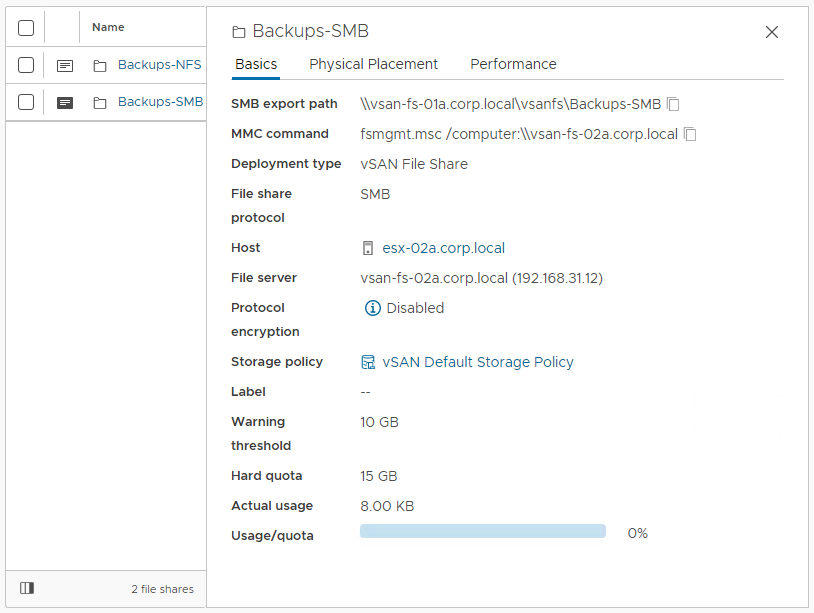 Name
Backups-NFS
Backups-SMB
2 file shares
Backups-SMB
Basics Physical Placement Performance
SMB export path \\vsan-fs-01a.corp.local\vsanfs\Backups-SMB
MMC command fsmgmt.msc /computer:\\vsan-fs-02a.corp.local
Deployment type vSAN File Share
File share SMB
protocol
Host esx-02a.corp.local
File server vsan-fs-02a.corp.local (192.168.31.12)
Protocol Disabled
encryption
Storage policy vSAN Default Storage Policy
Label --
Warning 10 GB
threshold
Hard quota 15 GB
Actual usage 8.00 KB
Usage/quota 0%